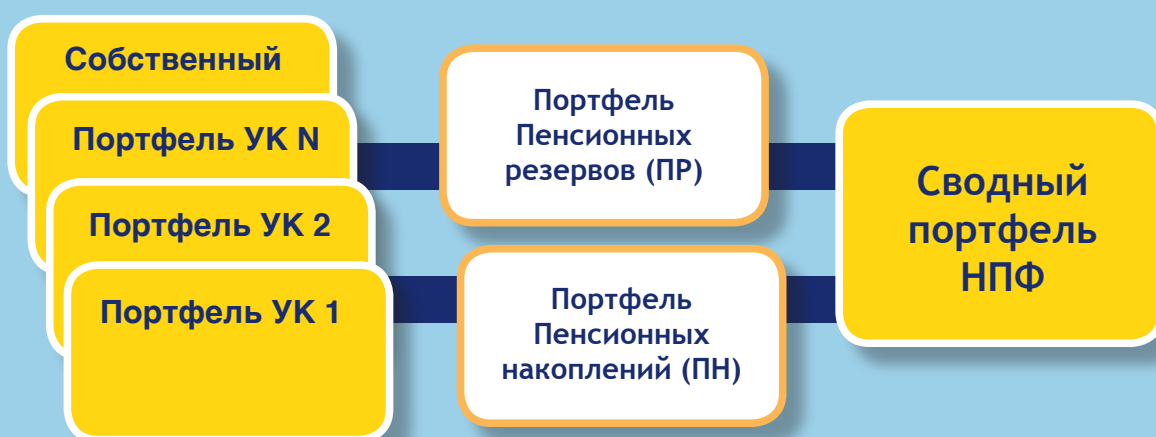 Собственный
Портфель УК N
Портфель УК 2
Портфель УК 1
Портфель
Пенсионных
резервов (ПР)
Портфель
Пенсионных
накоплений (ПН)
Сводный
портфель
НПФ